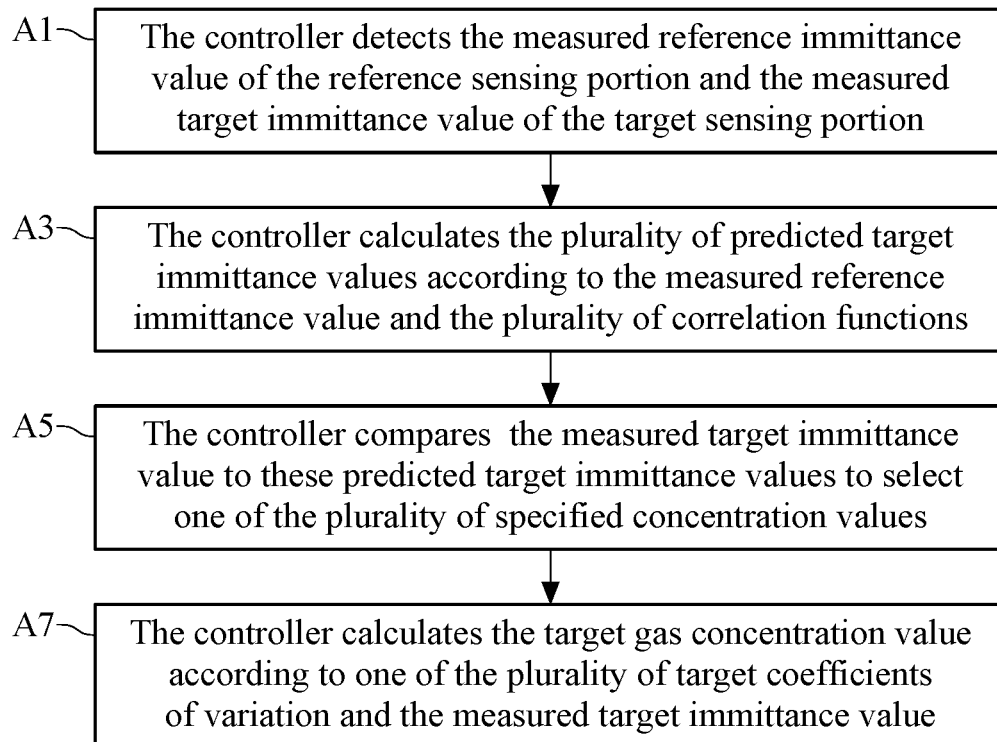 A1
The controller detects the measured reference immittance
value of the reference sensing portion and the measured
target immittance value of the target sensing portion
A3
The controller calculates the plurality of predicted target
immittance values according to the measured reference
immittance value and the plurality of correlation functions
A5
The controller compares  the measured target immittance
value to these predicted target immittance values to select
one of the plurality of specified concentration values
A7
The controller calculates the target gas concentration value
according to one of the plurality of target coefficients
of variation and the measured target immittance value